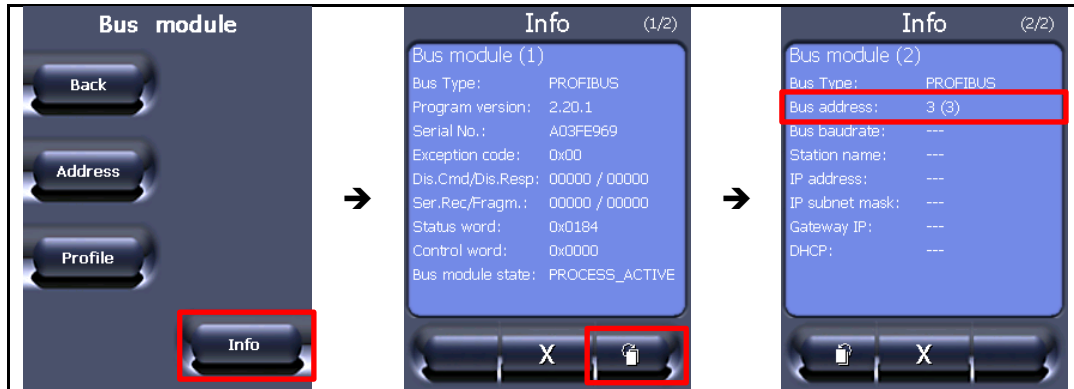 Bus module
Back
Address
Profile
Info
➔
Info (1/2)
Bus module (1)
Bus Type: PROFIBUS
Program version: 2.20.1
Serial No.: A03FE969
Exception code: 0x00
Dis.Cmd/Dis.Resp: 00000 / 00000
Ser.Rec/Fragm.: 00000 / 00000
Status word: 0x0184
Control word: 0x0000
Bus module state: PROCESS_ACTIVE
X
➔
Info (2/2)
Bus module (2)
Bus Type: PROFIBUS
Bus address: 3 (3)
Bus baudrate: ---
Station name: ---
IP address: ---
IP subnet mask: ---
Gateway IP: ---
DHCP: ---
X